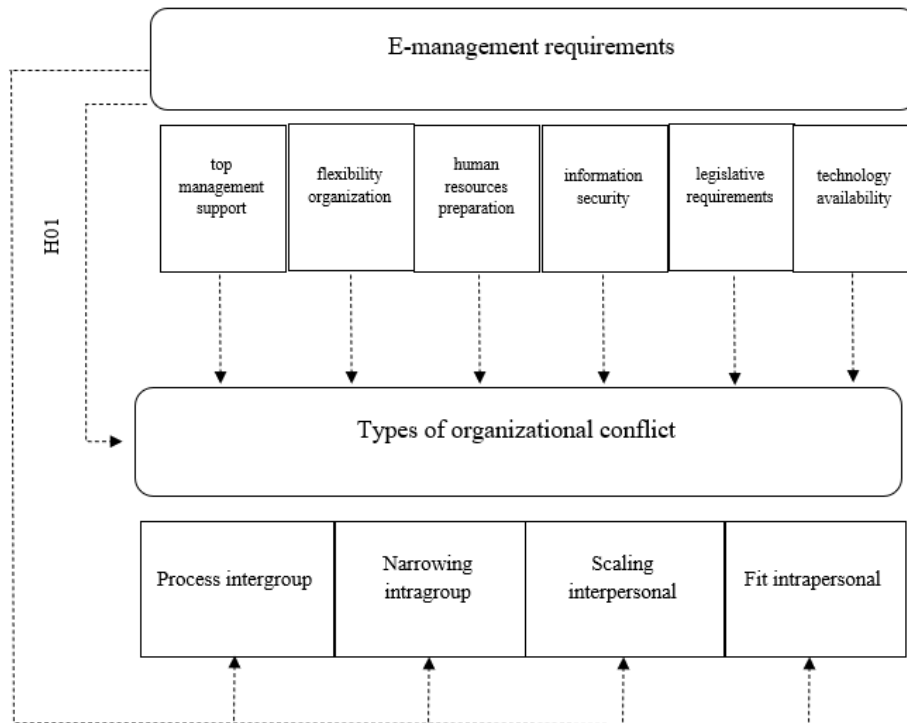 E-management requirements
top
management
support
flexibility
organization
human
resources
preparation
information
security
legislative
requirements
technology
availability
H01
Types of organizational conflict
Process intergroup
Narrowing
intragroup
Scaling
interpersonal
Fit intrapersonal